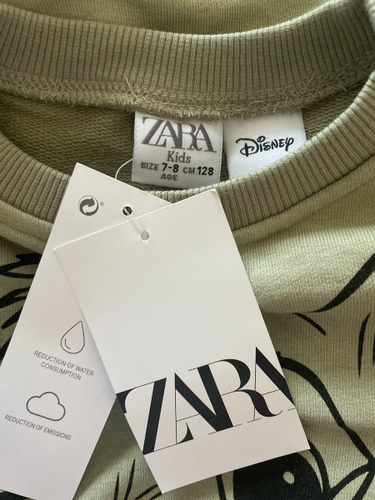 ZARA
Kids
SIZE 7-8 CM 128
AGE
Disney
REDUCTION OF WATER
CONSUMPTION
REDUCTION OF EMISSIONS
ZARA